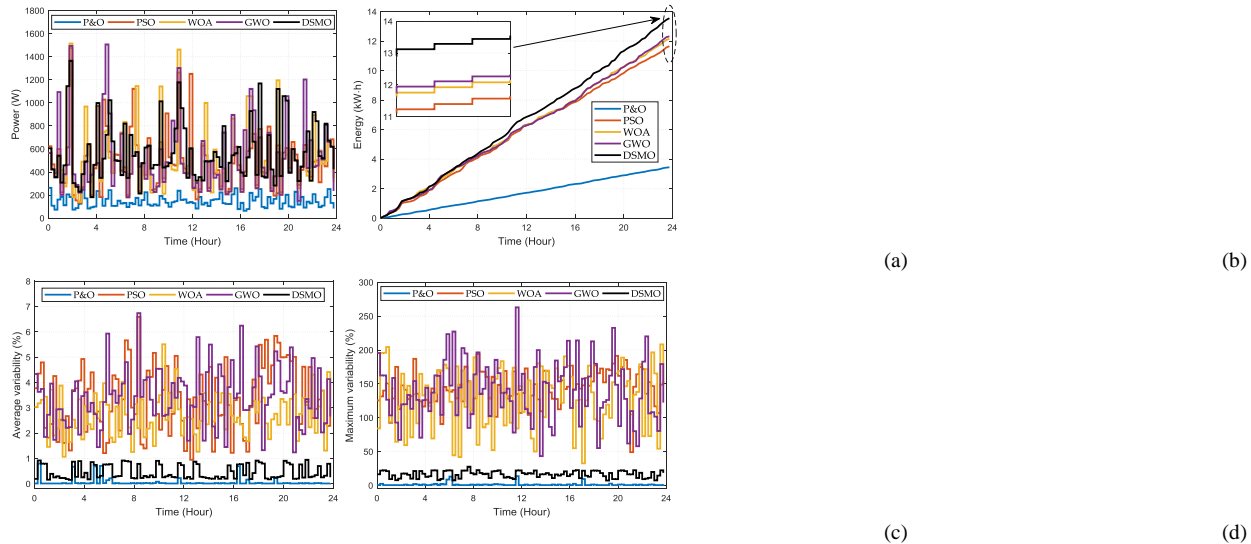 P&O PSO WOA GWO DSMO
1800
1600
1400
1200
1000
800
600
400
200
0
Power (W)
0 4 8 12 16 20 24
Time (Hour)
14
12
10
8
6
4
2
0
Energy (kW·h)
14
13
12
11
P&O
PSO
WOA
GWO
DSMO
0 4 8 12 16 20 24
Time (Hour)
(a) (b)
P&O PSO WOA GWO DSMO
8
7
6
5
4
3
2
1
0
Average variability (%)
0 4 8 12 16 20 24
Time (Hour)
P&O PSO WOA GWO DSMO
300
250
200
150
100
50
0
Maximum variability (%)
0 4 8 12 16 20 24
Time (Hour)
(c) (d)